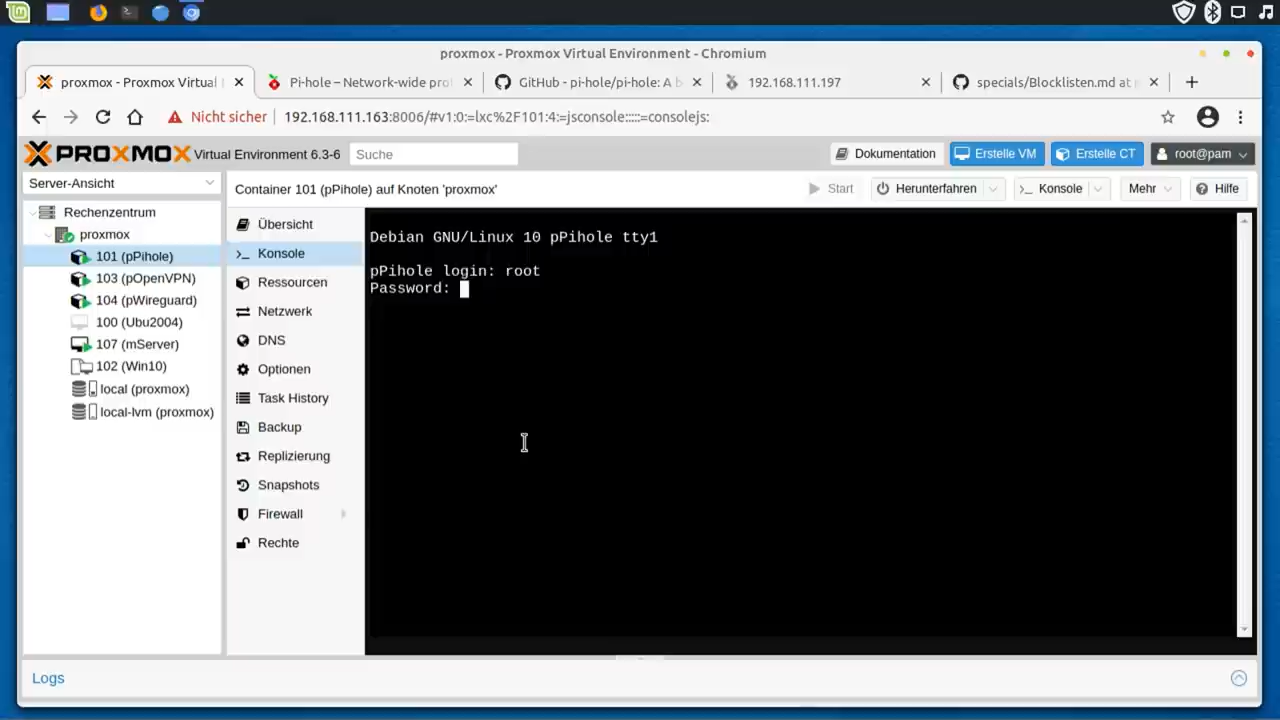 proxmox - Proxmox Virtual Environment - Chromium
proxmox - Proxmox Virtual
Pi-hole – Network-wide pro
GitHub - pi-hole/pi-hole: A b
192.168.111.197
specials/Blocklisten.md at
Nicht sicher
192.168.111.163:8006/#v1:0:=lxc%2F101:4:=jsconsole:::::=consolejs:
PROXMOX Virtual Environment 6.3-6
Suche
Dokumentation
Erstelle VM
Erstelle CT
root@pam
Server-Ansicht
Container 101 (pPihole) auf Knoten 'proxmox'
Start
Herunterfahren
Konsole
Mehr
Hilfe
Rechenzentrum
proxmox
101 (pPihole)
103 (pOpenVPN)
104 (pWireguard)
100 (Ubu2004)
107 (mServer)
102 (Win10)
local (proxmox)
local-lvm (proxmox)
Übersicht
Konsole
Ressourcen
Netzwerk
DNS
Optionen
Task History
Backup
Replizierung
Snapshots
Firewall
Rechte
Debian GNU/Linux 10 pPihole tty1
pPihole login: root
Password:
Logs